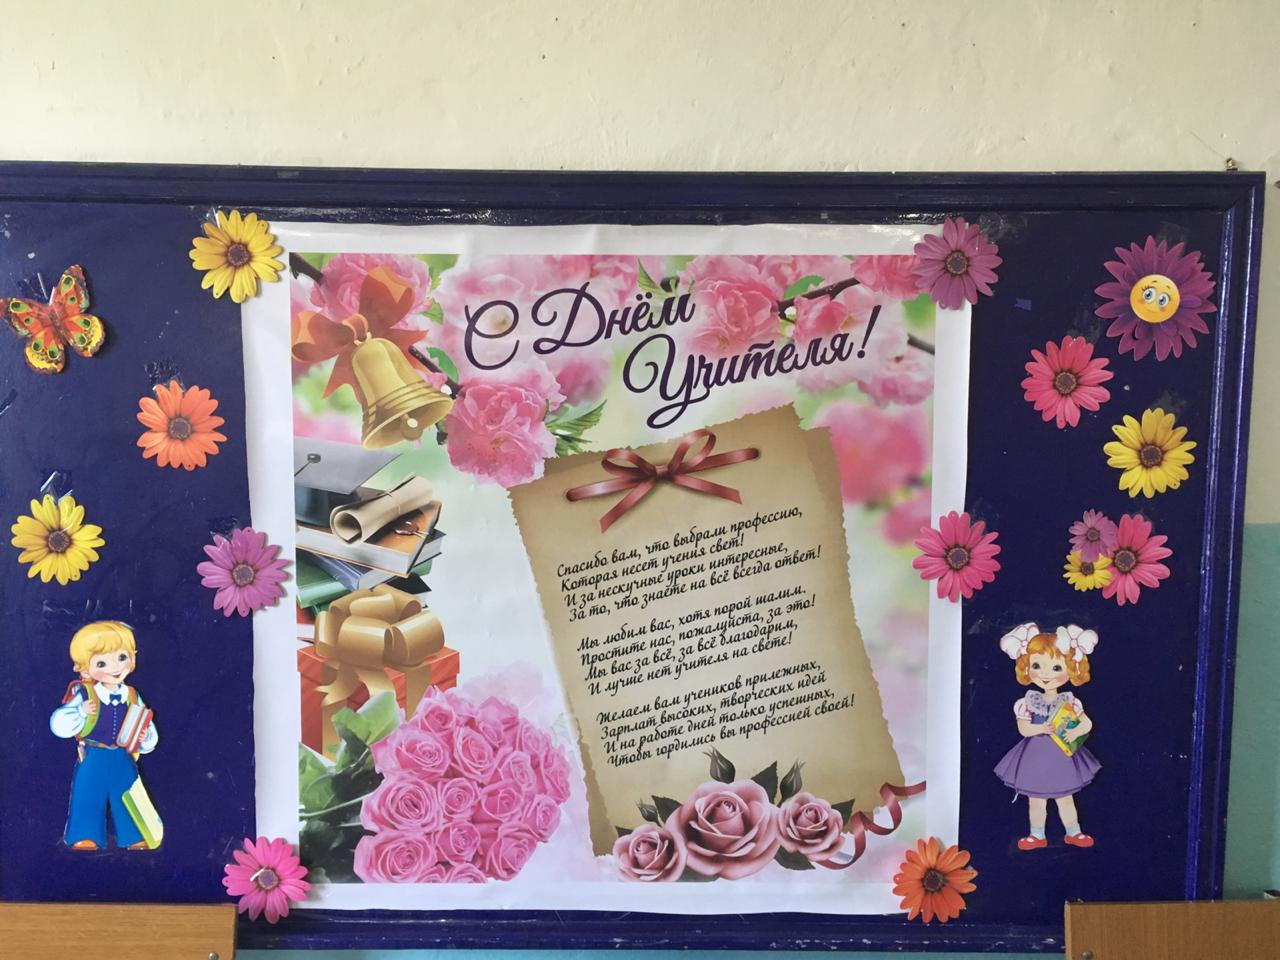 С Днём
Учителя!
Спасибо вам, что выбрали профессию,
Которая несет учения свет!
И за нескучные уроки интересные,
За то, что знаете на всё всегда ответ!
Мы любим вас, хотя порой шалим.
Простите нас, пожалуйста, за это!
Мы вас за всё, за всё благодарим,
И лучше нет учителя на свете!
Желаем вам учеников прилежных,
Зарплат высоких, творческих идей
И на работе дней только успешных,
Чтобы гордились вы профессией своей!